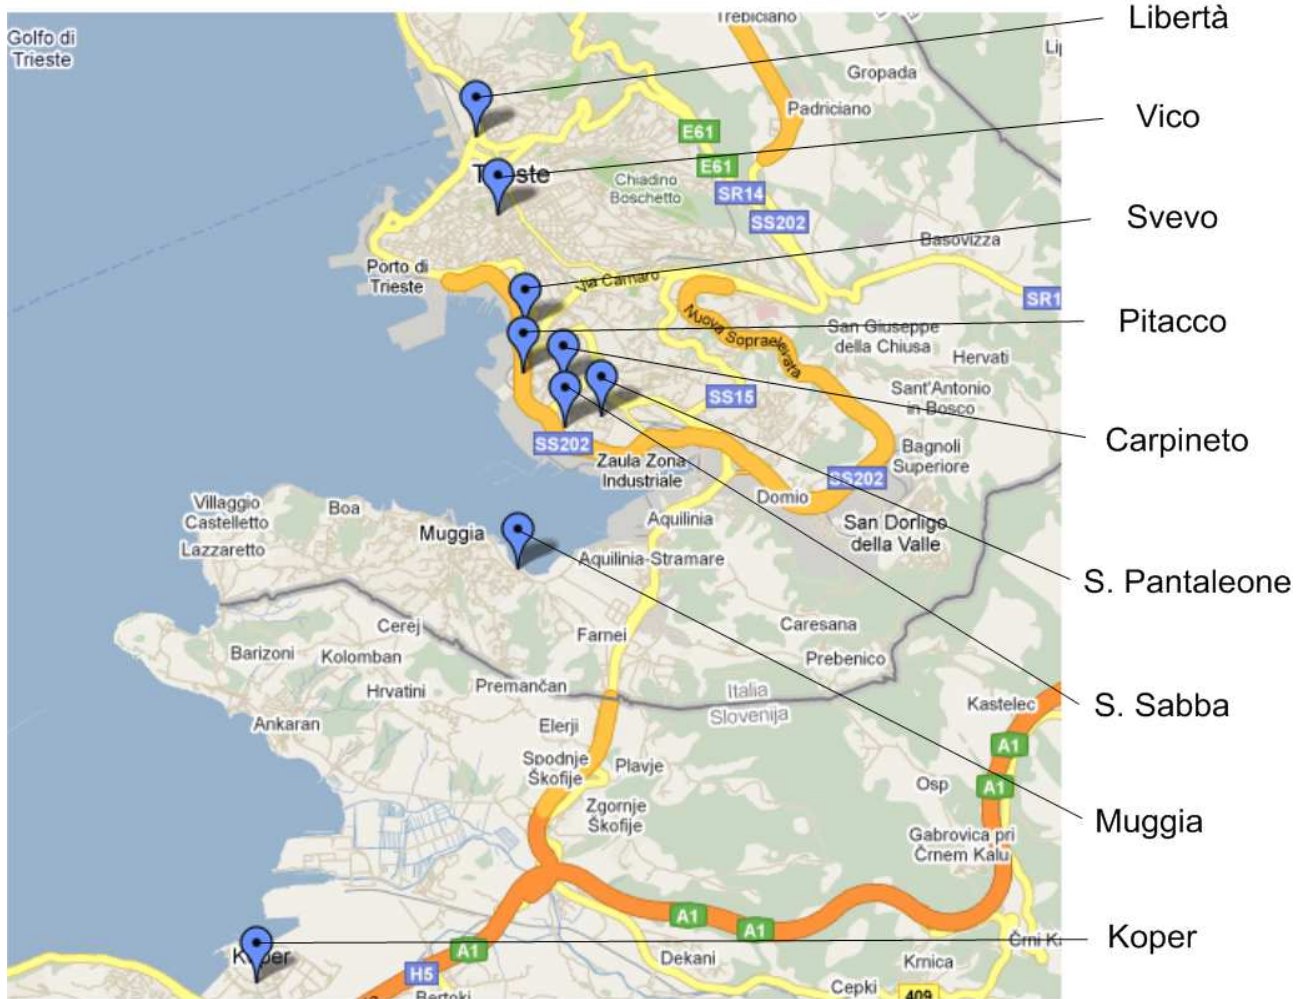 Libertà
Trebiciano
Golfo di
Trieste
Gropada
Padriciano
Vico
E61
E61
Trieste
Chiadino
Boschetto
SR14
SS202
Svevo
Basovizza
Porto di
Trieste
Via Carnaro
Nuova Sopraelevata
San Giuseppe
della Chiusa
Pitacco
Hervati
SS15
Sant'Antonio
in Bosco
SS202
Bagnoli
Superiore
Carpineto
Zaula Zona
Industriale
SS202
Domio
Villaggio
Castelletto
Boa
Lazzaretto
Muggia
Aquilinia
San Dorligo
della Valle
Aquilinia-Stramare
S. Pantaleone
Cerej
Farnei
Caresana
Barizoni
Kolomban
Prebenico
Hrvatini
Premančan
Italia
Slovenija
Kastelec
S. Sabba
Ankaran
Elerji
A1
Spodnje
Škofije
Plavje
Osp
A1
Zgornje
Škofije
Muggia
Gabrovica pri
Črnem Kalu
A1
A1
Koper
Koper
A1
Dekani
Krnica
Črni
H5
Bertoki
Cepki
409